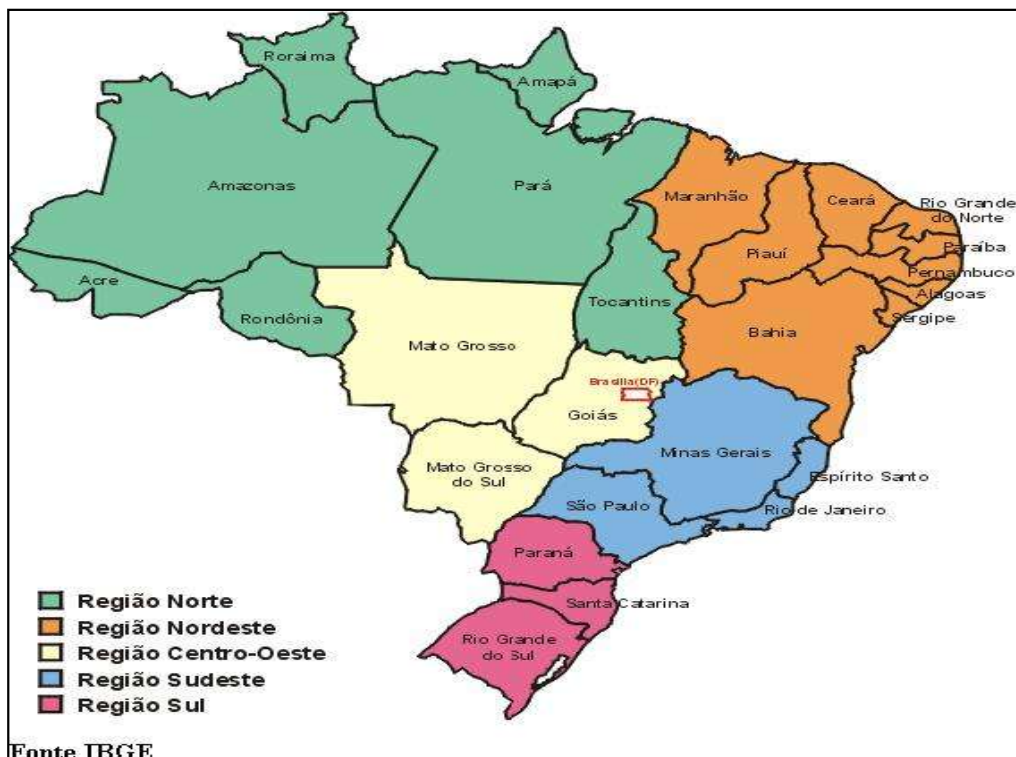 Roraima
Amapá
Amazonas
Pará
Maranhão
Ceará
Rio Grande
do Norte
Paraíba
Piauí
Pernambuco
Alagoas
Sergipe
Acre
Rondônia
Tocantins
Bahia
Mato Grosso
Brasília(DF)
Goiás
Minas Gerais
Mato Grosso
do Sul
Espírito Santo
São Paulo
Rio de Janeiro
Paraná
Santa Catarina
Rio Grande
do Sul
Região Norte
Região Nordeste
Região Centro-Oeste
Região Sudeste
Região Sul
Fonte IBGE